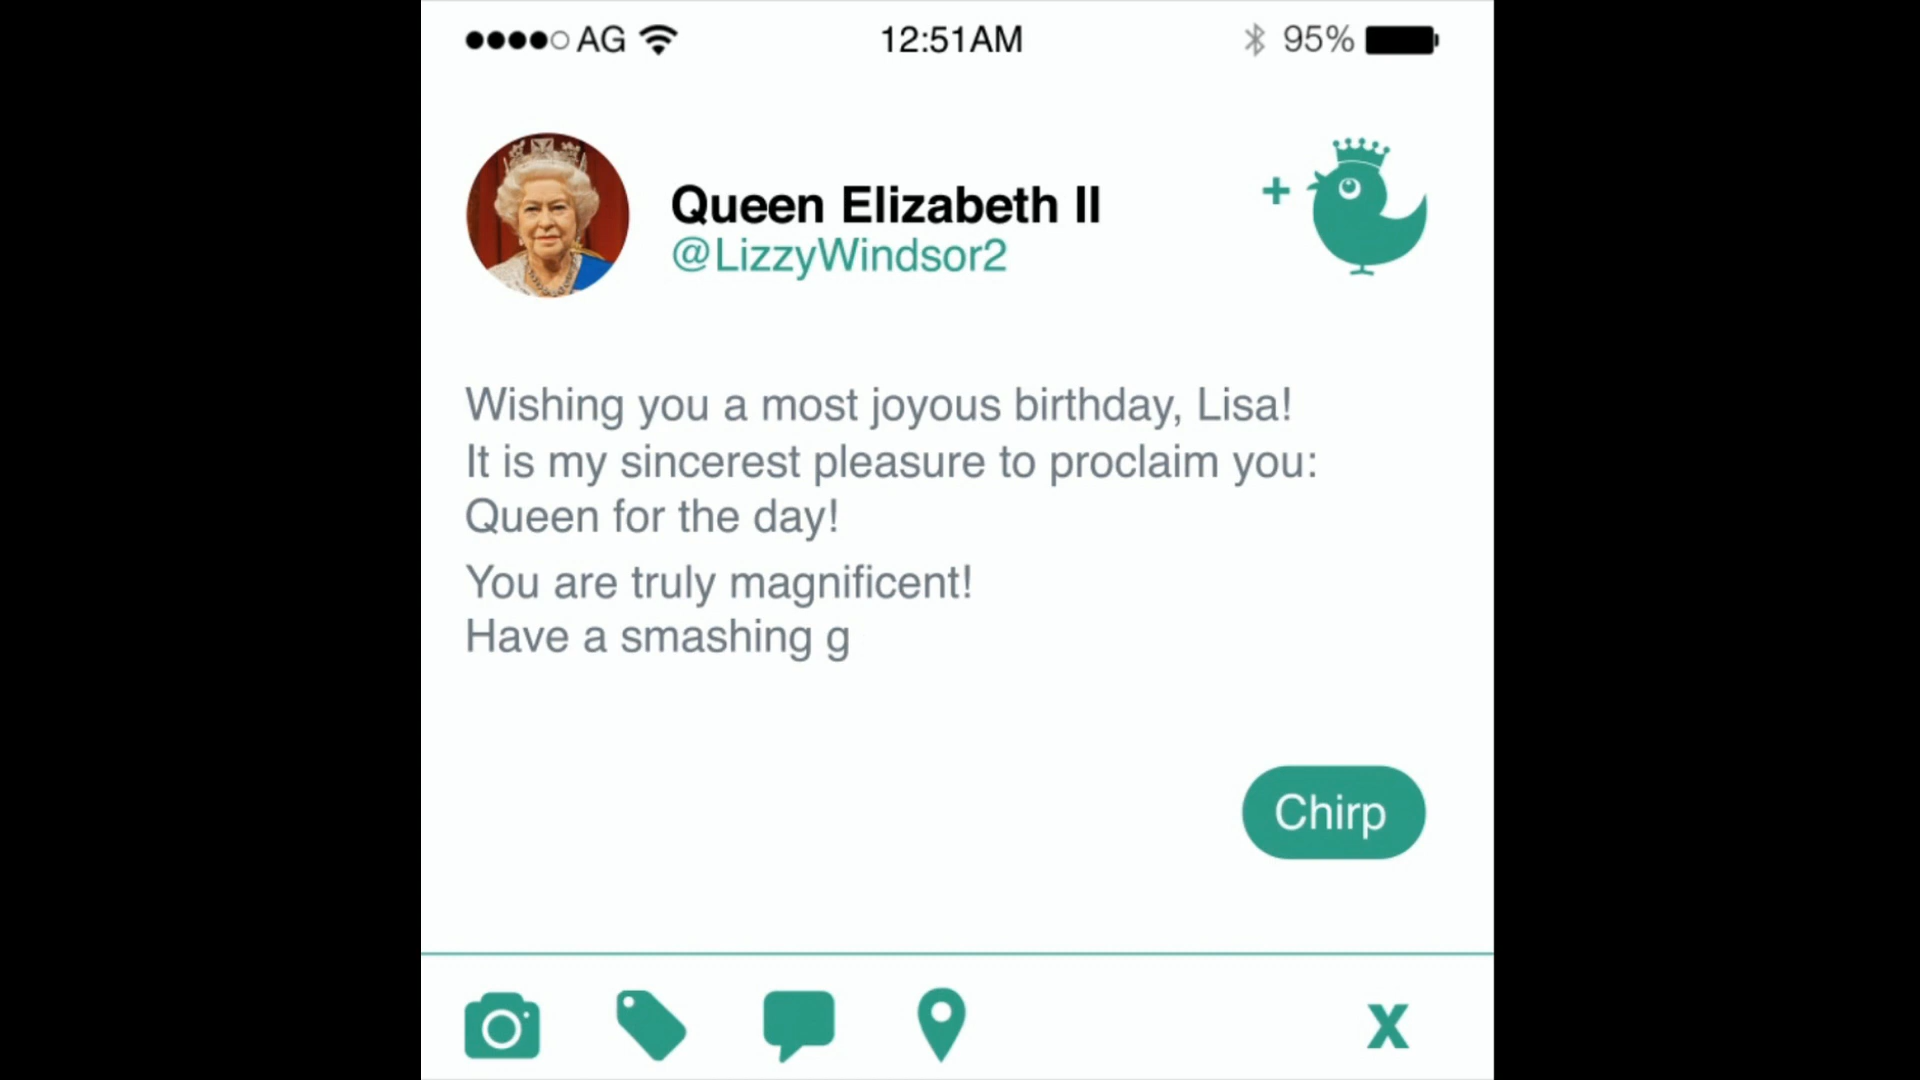 AG 12:51AM 95%
Queen Elizabeth II
@LizzyWindsor2
Wishing you a most joyous birthday, Lisa!
It is my sincerest pleasure to proclaim you:
Queen for the day!
You are truly magnificent!
Have a smashing g
Chirp
X